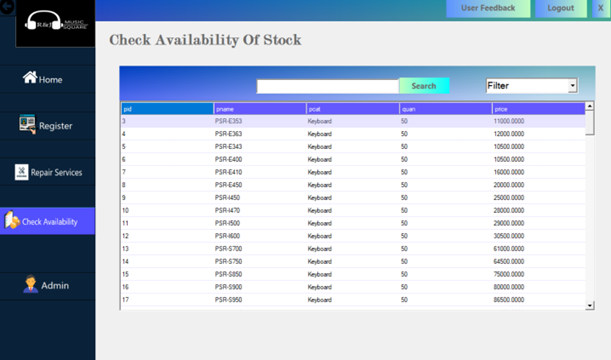 User Feedback Logout X
MUSIC
SQUARE
Check Availability Of Stock
Home
Register
Repair Services
Check Availability
Admin
Search Filter
pid pname pcat quan price
3 PSR-E353 Keyboard 50 11000.0000
4 PSR-E363 Keyboard 50 12000.0000
5 PSR-E343 Keyboard 50 10500.0000
6 PSR-E400 Keyboard 50 10500.0000
7 PSR-E410 Keyboard 50 16000.0000
8 PSR-E450 Keyboard 50 20000.0000
9 PSR-I450 Keyboard 50 25000.0000
10 PSR-I470 Keyboard 50 28000.0000
11 PSR-I500 Keyboard 50 29000.0000
12 PSR-I600 Keyboard 50 30500.0000
13 PSR-S700 Keyboard 50 61000.0000
14 PSR-S750 Keyboard 50 64500.0000
15 PSR-S850 Keyboard 50 75000.0000
16 PSR-S900 Keyboard 50 80000.0000
17 PSR-S950 Keyboard 50 86500.0000